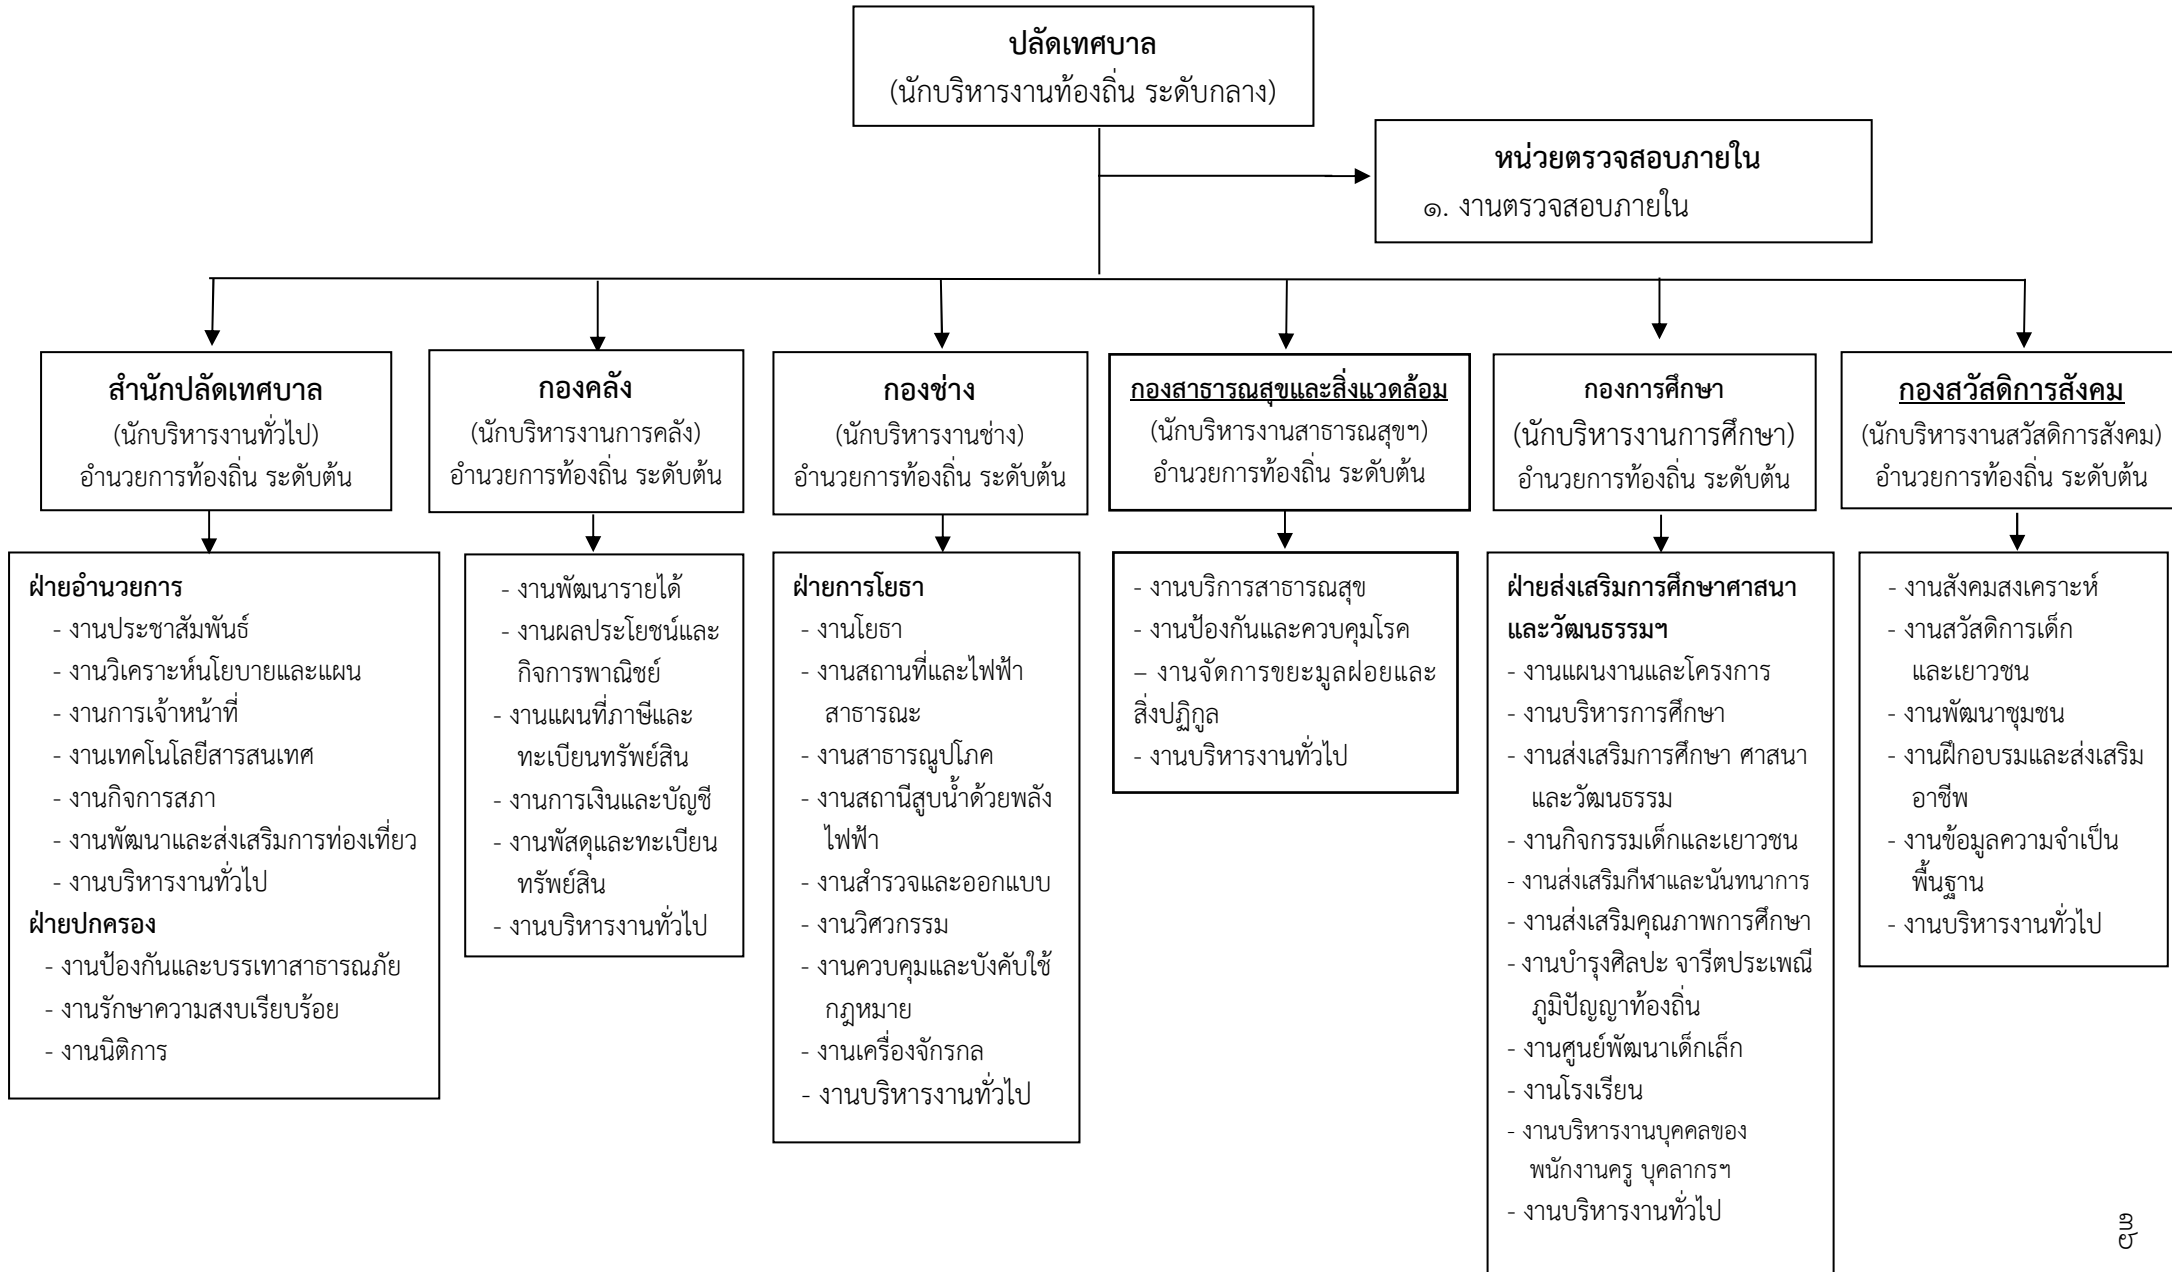 ปลัดเทศบาล
(นักบริหารงานท้องถิ่น ระดับกลาง)
หน่วยตรวจสอบภายใน
๑. งานตรวจสอบภายใน
สำนักปลัดเทศบาล
(นักบริหารงานทั่วไป)
อำนวยการท้องถิ่น ระดับต้น
กองคลัง
(นักบริหารงานการคลัง)
อำนวยการท้องถิ่น ระดับต้น
กองช่าง
(นักบริหารงานช่าง)
อำนวยการท้องถิ่น ระดับต้น
กองสาธารณสุขและสิ่งแวดล้อม
(นักบริหารงานสาธารณสุขฯ)
อำนวยการท้องถิ่น ระดับต้น
กองการศึกษา
(นักบริหารงานการศึกษา)
อำนวยการท้องถิ่น ระดับต้น
กองสวัสดิการสังคม
(นักบริหารงานสวัสดิการสังคม)
อำนวยการท้องถิ่น ระดับต้น
ฝ่ายอำนวยการ
- งานประชาสัมพันธ์
- งานวิเคราะห์นโยบายและแผน
- งานการเจ้าหน้าที่
- งานเทคโนโลยีสารสนเทศ
- งานกิจการสภา
- งานพัฒนาและส่งเสริมการท่องเที่ยว
- งานบริหารงานทั่วไป
ฝ่ายปกครอง
- งานป้องกันและบรรเทาสาธารณภัย
- งานรักษาความสงบเรียบร้อย
- งานนิติการ
- งานพัฒนารายได้
- งานผลประโยชน์และ
กิจการพาณิชย์
- งานแผนที่ภาษีและ
ทะเบียนทรัพย์สิน
- งานการเงินและบัญชี
- งานพัสดุและทะเบียน
ทรัพย์สิน
- งานบริหารงานทั่วไป
ฝ่ายการโยธา
- งานโยธา
- งานสถานที่และไฟฟ้า
สาธารณะ
- งานสาธารณูปโภค
- งานสถานีสูบน้ำด้วยพลัง
ไฟฟ้า
- งานสำรวจและออกแบบ
- งานวิศวกรรม
- งานควบคุมและบังคับใช้
กฎหมาย
- งานเครื่องจักรกล
- งานบริหารงานทั่วไป
- งานบริการสาธารณสุข
- งานป้องกันและควบคุมโรค
– งานจัดการขยะมูลฝอยและ
สิ่งปฏิกูล
- งานบริหารงานทั่วไป
ฝ่ายส่งเสริมการศึกษาศาสนา
และวัฒนธรรมฯ
- งานแผนงานและโครงการ
- งานบริหารการศึกษา
- งานส่งเสริมการศึกษา ศาสนา
และวัฒนธรรม
- งานกิจกรรมเด็กและเยาวชน
- งานส่งเสริมกีฬาและนันทนาการ
- งานส่งเสริมคุณภาพการศึกษา
- งานบำรุงศิลปะ จารีตประเพณี
ภูมิปัญญาท้องถิ่น
- งานศูนย์พัฒนาเด็กเล็ก
- งานโรงเรียน
- งานบริหารงานบุคคลของ
พนักงานครู บุคลากรฯ
- งานบริหารงานทั่วไป
- งานสังคมสงเคราะห์
- งานสวัสดิการเด็ก
และเยาวชน
- งานพัฒนาชุมชน
- งานฝึกอบรมและส่งเสริม
อาชีพ
- งานข้อมูลความจำเป็น
พื้นฐาน
- งานบริหารงานทั่วไป
๓๖